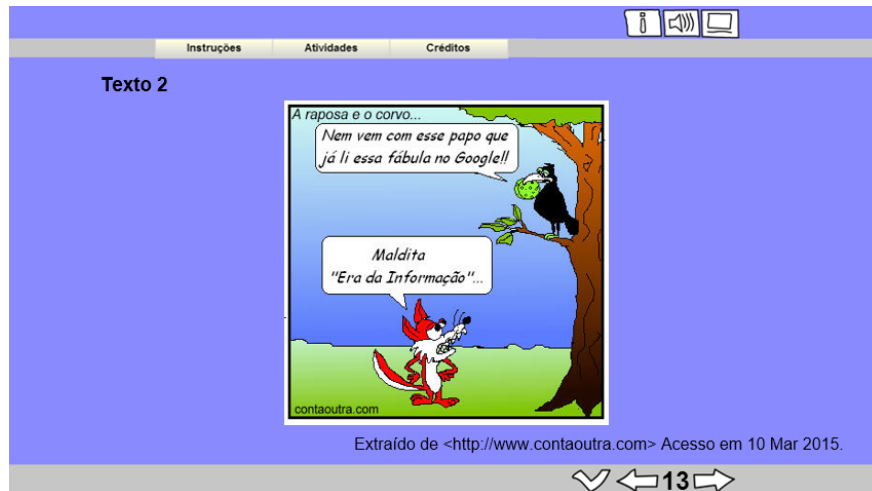 Instruções Atividades Créditos
Texto 2
A raposa e o corvo...
Nem vem com esse papo que
já li essa fábula no Google!!
Maldita
"Era da Informação"...
contaoutra.com
Extraído de <http://www.contaoutra.com> Acesso em 10 Mar 2015.
13